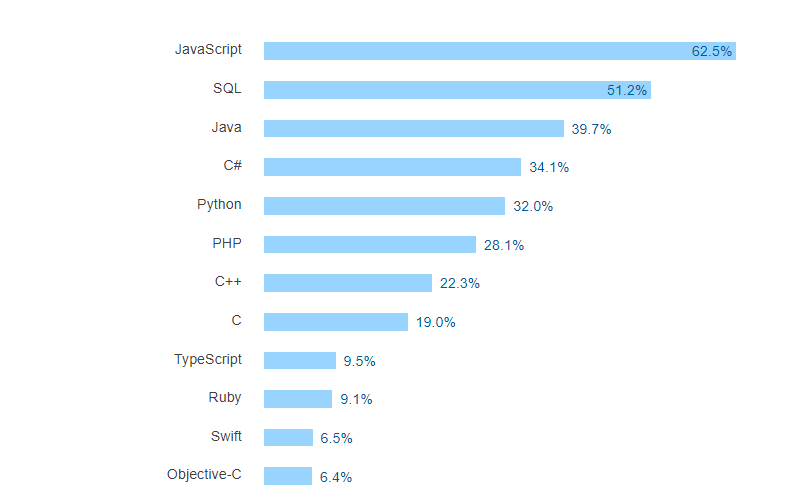 JavaScript 62.5%
SQL 51.2%
Java 39.7%
C# 34.1%
Python 32.0%
PHP 28.1%
C++ 22.3%
C 19.0%
TypeScript 9.5%
Ruby 9.1%
Swift 6.5%
Objective-C 6.4%